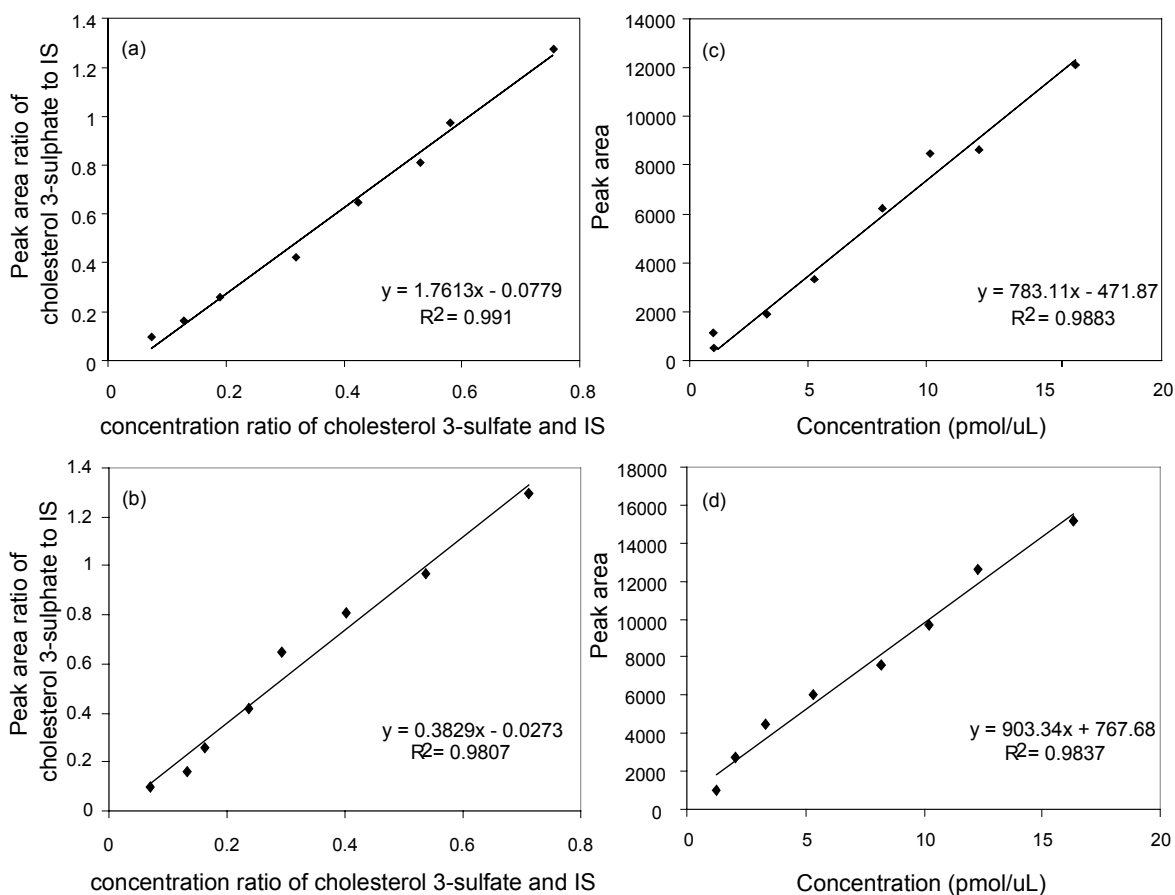 (a)
Peak area ratio of
cholesterol 3-sulphate to IS
1.4
1.2
1
0.8
0.6
0.4
0.2
0
y = 1.7613x - 0.0779
R2 = 0.991
0 0.2 0.4 0.6 0.8
concentration ratio of cholesterol 3-sulfate and IS
(c)
Peak area
14000
12000
10000
8000
6000
4000
2000
0
y = 783.11x - 471.87
R2 = 0.9883
0 5 10 15 20
Concentration (pmol/uL)
(b)
Peak area ratio of
cholesterol 3-sulphate to IS
1.4
1.2
1
0.8
0.6
0.4
0.2
0
y = 0.3829x - 0.0273
R2 = 0.9807
0 0.2 0.4 0.6 0.8
concentration ratio of cholesterol 3-sulfate and IS
(d)
Peak area
18000
16000
14000
12000
10000
8000
6000
4000
2000
0
y = 903.34x + 767.68
R2 = 0.9837
0 5 10 15 20
Concentration (pmol/uL)